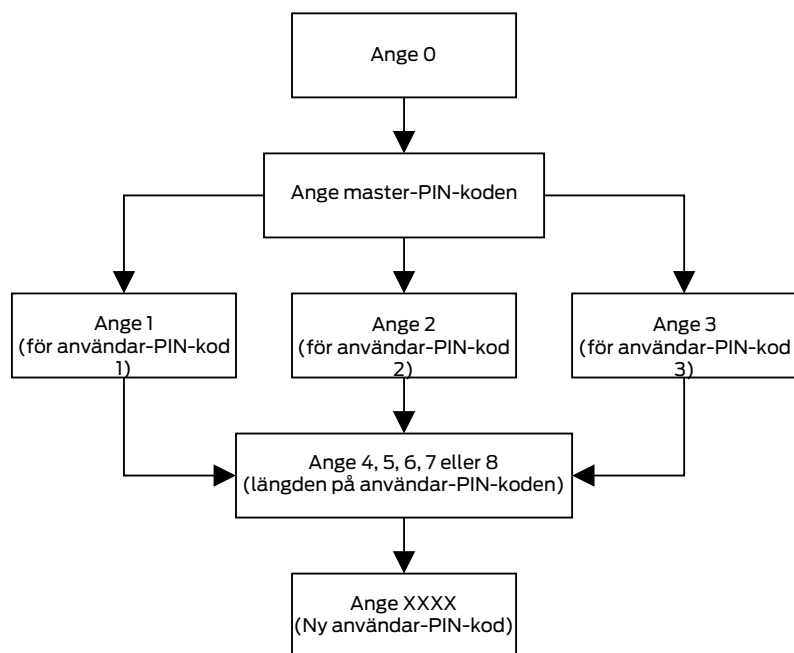 Ange 0
Ange master-PIN-koden
Ange 1
(för användar-PIN-kod
1)
Ange 2
(för användar-PIN-kod
2)
Ange 3
(för användar-PIN-kod
3)
Ange 4, 5, 6, 7 eller 8
(längden på användar-PIN-koden)
Ange XXXX
(Ny användar-PIN-kod)